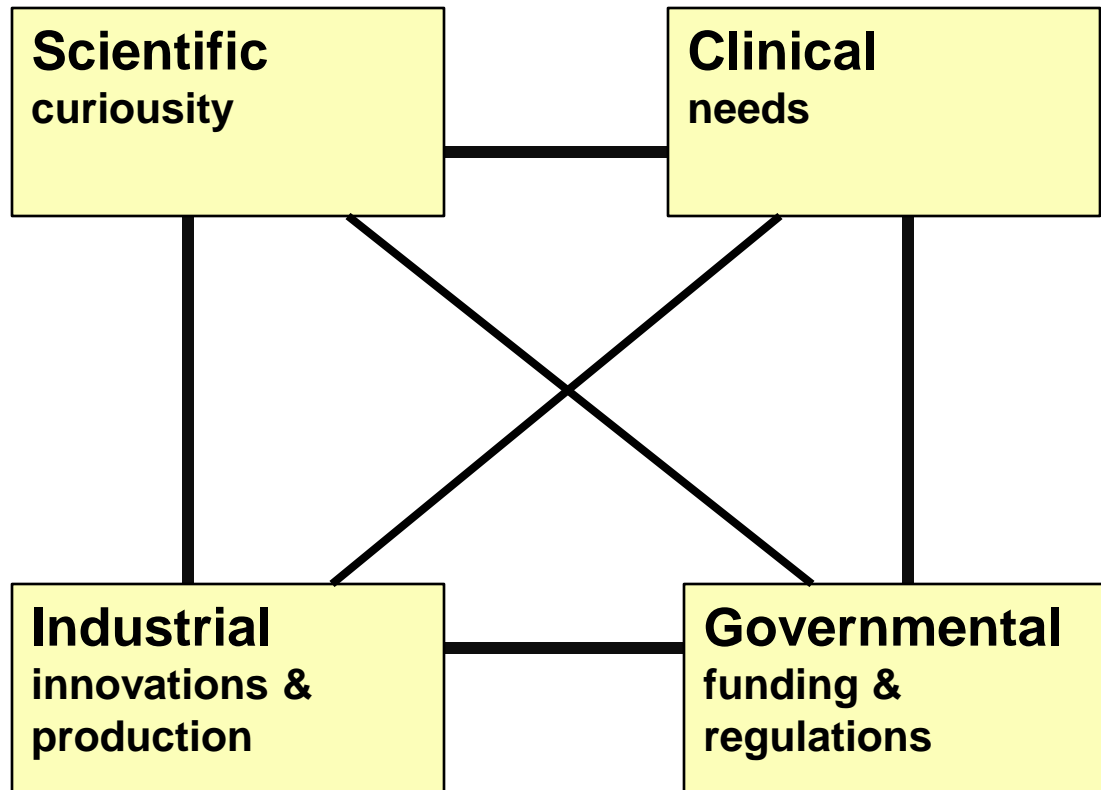 Scientific
curiousity
Clinical
needs
Industrial
innovations &
production
Governmental
funding &
regulations